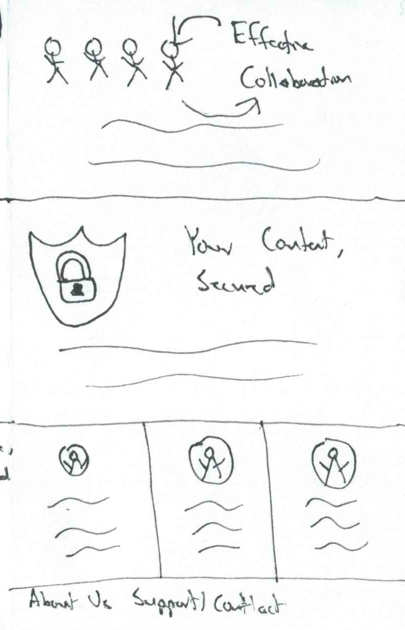 Effective
Collaboration
Your Content,
Secured
About Us Support/Contact